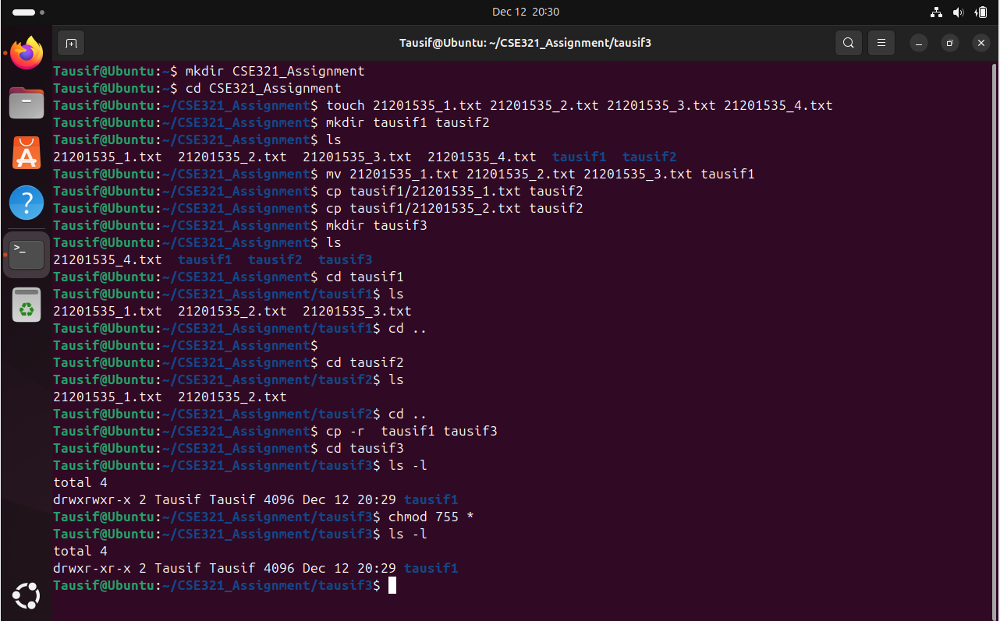 Dec 12 20:30
Tausif@Ubuntu: ~/CSE321_Assignment/tausif3
Tausif@Ubuntu:~$ mkdir CSE321_Assignment
Tausif@Ubuntu:~$ cd CSE321_Assignment
Tausif@Ubuntu:~/CSE321_Assignment$ touch 21201535_1.txt 21201535_2.txt 21201535_3.txt 21201535_4.txt
Tausif@Ubuntu:~/CSE321_Assignment$ mkdir tausif1 tausif2
Tausif@Ubuntu:~/CSE321_Assignment$ ls
21201535_1.txt  21201535_2.txt  21201535_3.txt  21201535_4.txt  tausif1  tausif2
Tausif@Ubuntu:~/CSE321_Assignment$ mv 21201535_1.txt 21201535_2.txt 21201535_3.txt tausif1
Tausif@Ubuntu:~/CSE321_Assignment$ cp tausif1/21201535_1.txt tausif2
Tausif@Ubuntu:~/CSE321_Assignment$ cp tausif1/21201535_2.txt tausif2
Tausif@Ubuntu:~/CSE321_Assignment$ mkdir tausif3
Tausif@Ubuntu:~/CSE321_Assignment$ ls
21201535_4.txt  tausif1  tausif2  tausif3
Tausif@Ubuntu:~/CSE321_Assignment$ cd tausif1
Tausif@Ubuntu:~/CSE321_Assignment/tausif1$ ls
21201535_1.txt  21201535_2.txt  21201535_3.txt
Tausif@Ubuntu:~/CSE321_Assignment/tausif1$ cd ..
Tausif@Ubuntu:~/CSE321_Assignment$
Tausif@Ubuntu:~/CSE321_Assignment$ cd tausif2
Tausif@Ubuntu:~/CSE321_Assignment/tausif2$ ls
21201535_1.txt  21201535_2.txt
Tausif@Ubuntu:~/CSE321_Assignment/tausif2$ cd ..
Tausif@Ubuntu:~/CSE321_Assignment$ cp -r  tausif1 tausif3
Tausif@Ubuntu:~/CSE321_Assignment$ cd tausif3
Tausif@Ubuntu:~/CSE321_Assignment/tausif3$ ls -l
total 4
drwxrwxr-x 2 Tausif Tausif 4096 Dec 12 20:29 tausif1
Tausif@Ubuntu:~/CSE321_Assignment/tausif3$ chmod 755 *
Tausif@Ubuntu:~/CSE321_Assignment/tausif3$ ls -l
total 4
drwxr-xr-x 2 Tausif Tausif 4096 Dec 12 20:29 tausif1
Tausif@Ubuntu:~/CSE321_Assignment/tausif3$